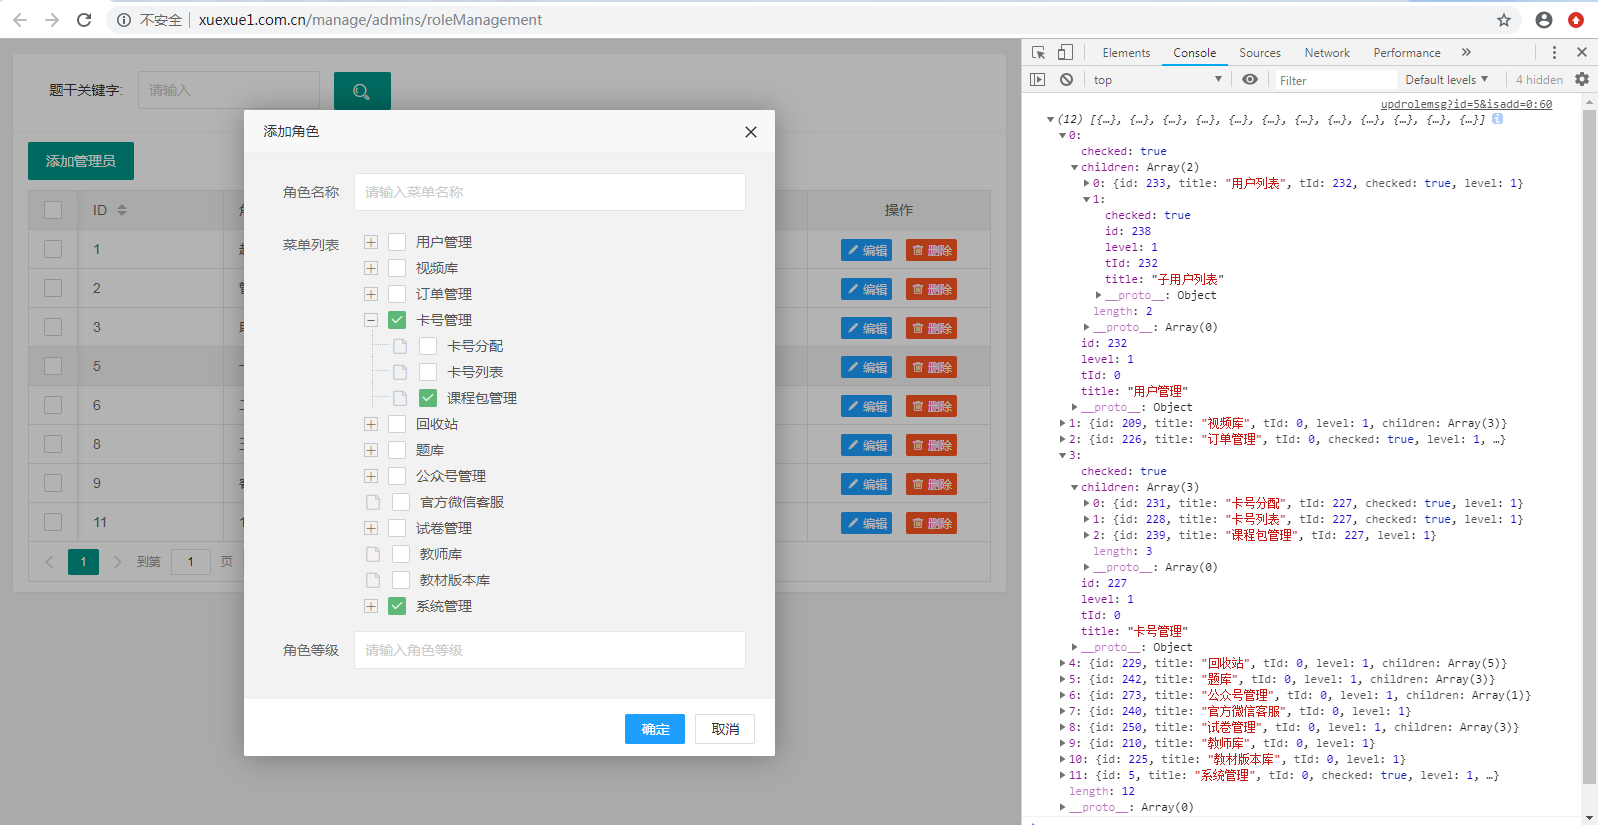 不安全 xuexue1.com.cn/manage/admins/roleManagement
题干关键字: 请输入
添加管理员
ID 操作
1 编辑 删除
2 编辑 删除
3 编辑 删除
5 编辑 删除
6 编辑 删除
8 编辑 删除
9 编辑 删除
11 编辑 删除
1 到第 1 页
添加角色
角色名称 请输入菜单名称
菜单列表
用户管理
视频库
订单管理
卡号管理
卡号分配
卡号列表
课程包管理
回收站
题库
公众号管理
官方微信客服
试卷管理
教师库
教材版本库
系统管理
角色等级 请输入角色等级
确定 取消
Elements Console Sources Network Performance »
top Filter Default levels 4 hidden
updrolemsg?id=5&isadd=0:60
(12) [{…}, {…}, {…}, {…}, {…}, {…}, {…}, {…}, {…}, {…}, {…}, {…}]
0:
checked: true
children: Array(2)
0: {id: 233, title: "用户列表", tId: 232, checked: true, level: 1}
1:
checked: true
id: 238
level: 1
tId: 232
title: "子用户列表"
__proto__: Object
length: 2
__proto__: Array(0)
id: 232
level: 1
tId: 0
title: "用户管理"
__proto__: Object
1: {id: 209, title: "视频库", tId: 0, level: 1, children: Array(3)}
2: {id: 226, title: "订单管理", tId: 0, checked: true, level: 1, …}
3:
checked: true
children: Array(3)
0: {id: 231, title: "卡号分配", tId: 227, checked: true, level: 1}
1: {id: 228, title: "卡号列表", tId: 227, checked: true, level: 1}
2: {id: 239, title: "课程包管理", tId: 227, level: 1}
length: 3
__proto__: Array(0)
id: 227
level: 1
tId: 0
title: "卡号管理"
__proto__: Object
4: {id: 229, title: "回收站", tId: 0, level: 1, children: Array(5)}
5: {id: 242, title: "题库", tId: 0, level: 1, children: Array(3)}
6: {id: 273, title: "公众号管理", tId: 0, level: 1, children: Array(1)}
7: {id: 240, title: "官方微信客服", tId: 0, level: 1}
8: {id: 250, title: "试卷管理", tId: 0, level: 1, children: Array(3)}
9: {id: 210, title: "教师库", tId: 0, level: 1}
10: {id: 225, title: "教材版本库", tId: 0, level: 1}
11: {id: 5, title: "系统管理", tId: 0, checked: true, level: 1, …}
length: 12
__proto__: Array(0)